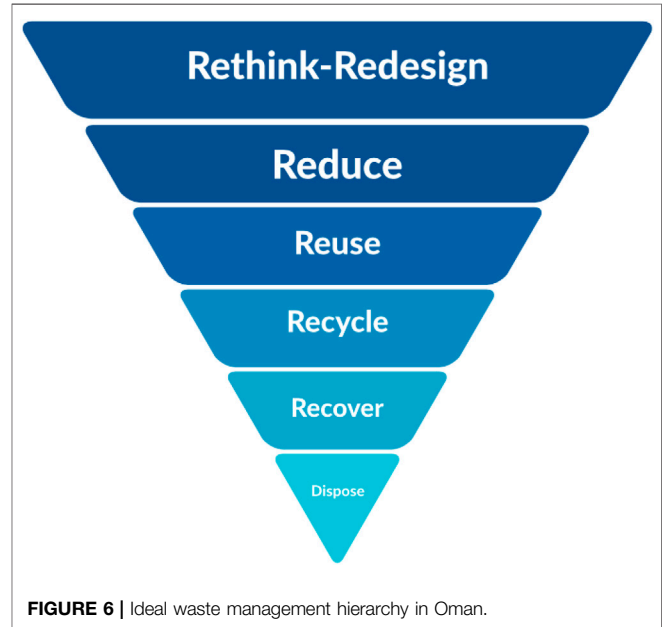 Rethink-Redesign
Reduce
Reuse
Recycle
Recover
Dispose
FIGURE 6 | Ideal waste management hierarchy in Oman.